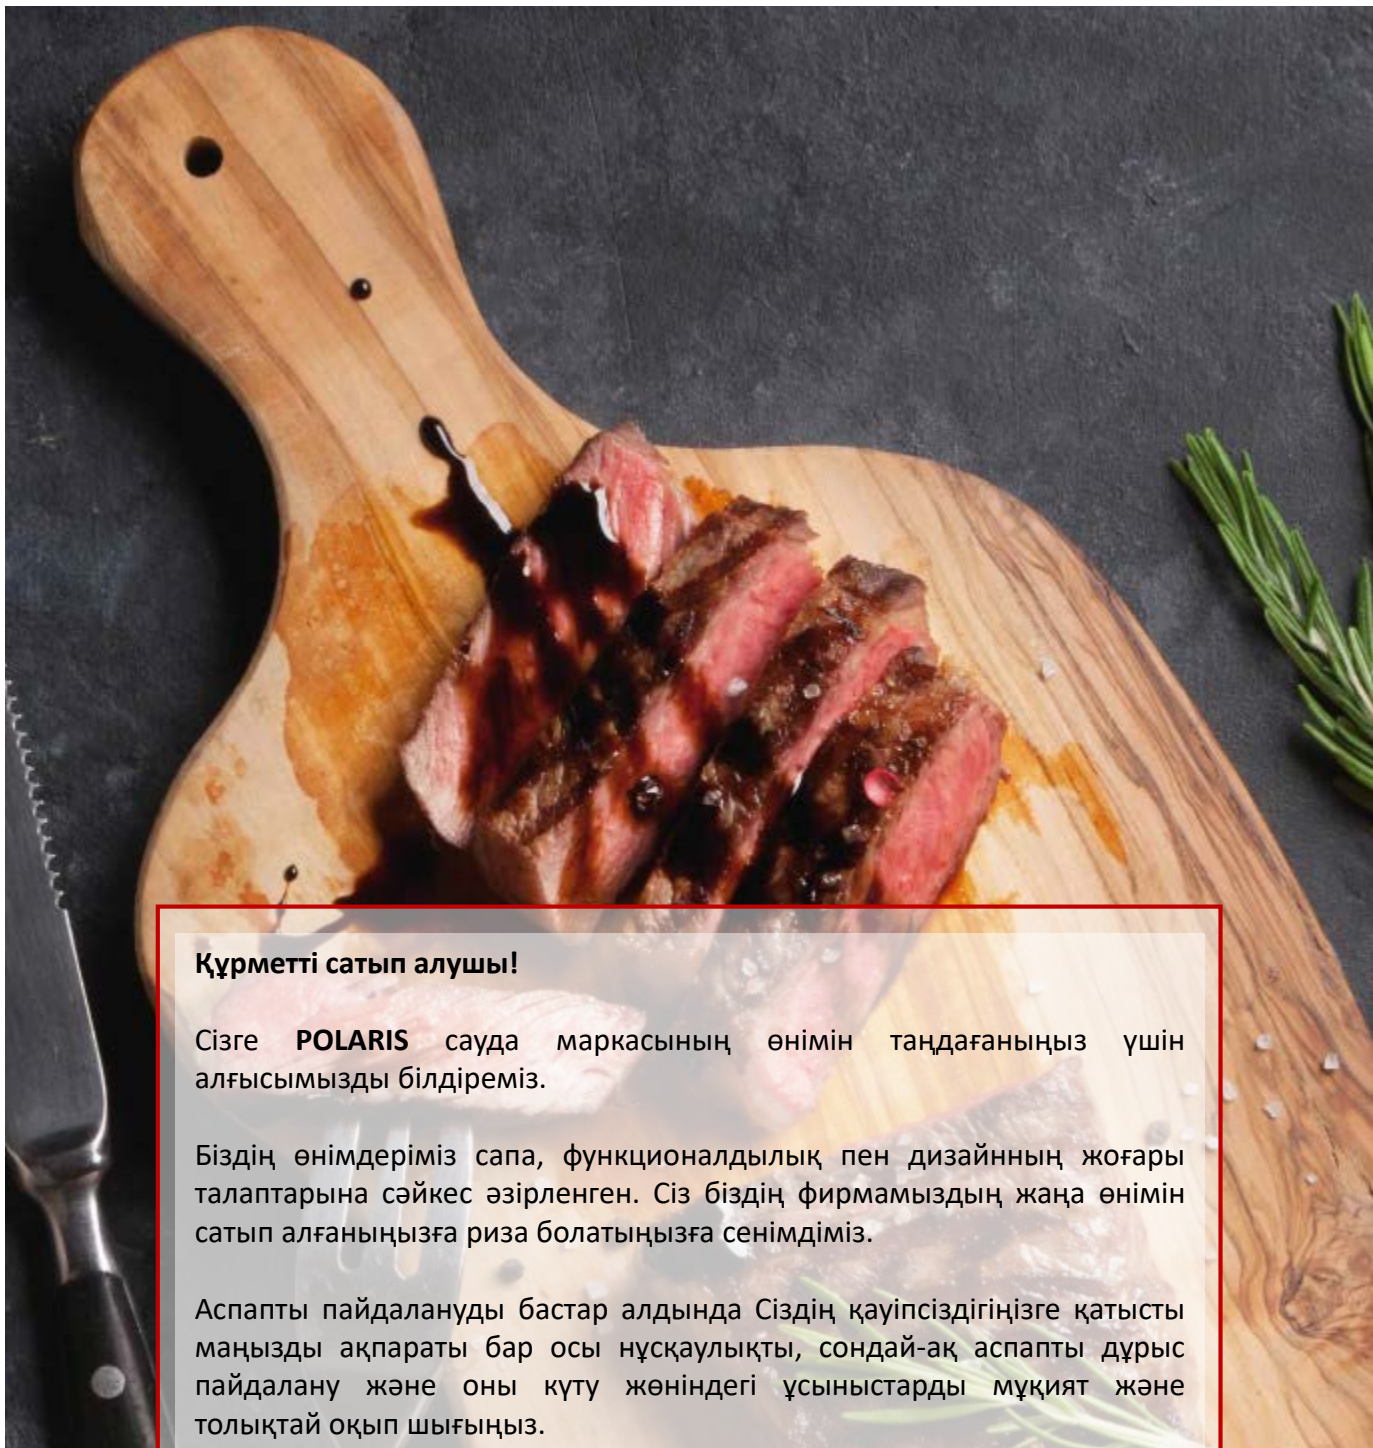 Құрметті сатып алушы!
Сізге POLARIS сауда маркасының өнімін таңдағаныңыз үшін
алғысымызды білдіреміз.
Біздің өнімдеріміз сапа, функционалдылық пен дизайнның жоғары
талаптарына сәйкес әзірленген. Сіз біздің фирмамыздың жаңа өнімін
сатып алғаныңызға риза болатыңызға сенімдіміз.
Аспапты пайдалануды бастар алдында Сіздің қауіпсіздігіңізге қатысты
маңызды ақпараты бар осы нұсқаулықты, сондай-ақ аспапты дұрыс
пайдалану және оны күту жөніндегі ұсыныстарды мұқият және
толықтай оқып шығыңыз.